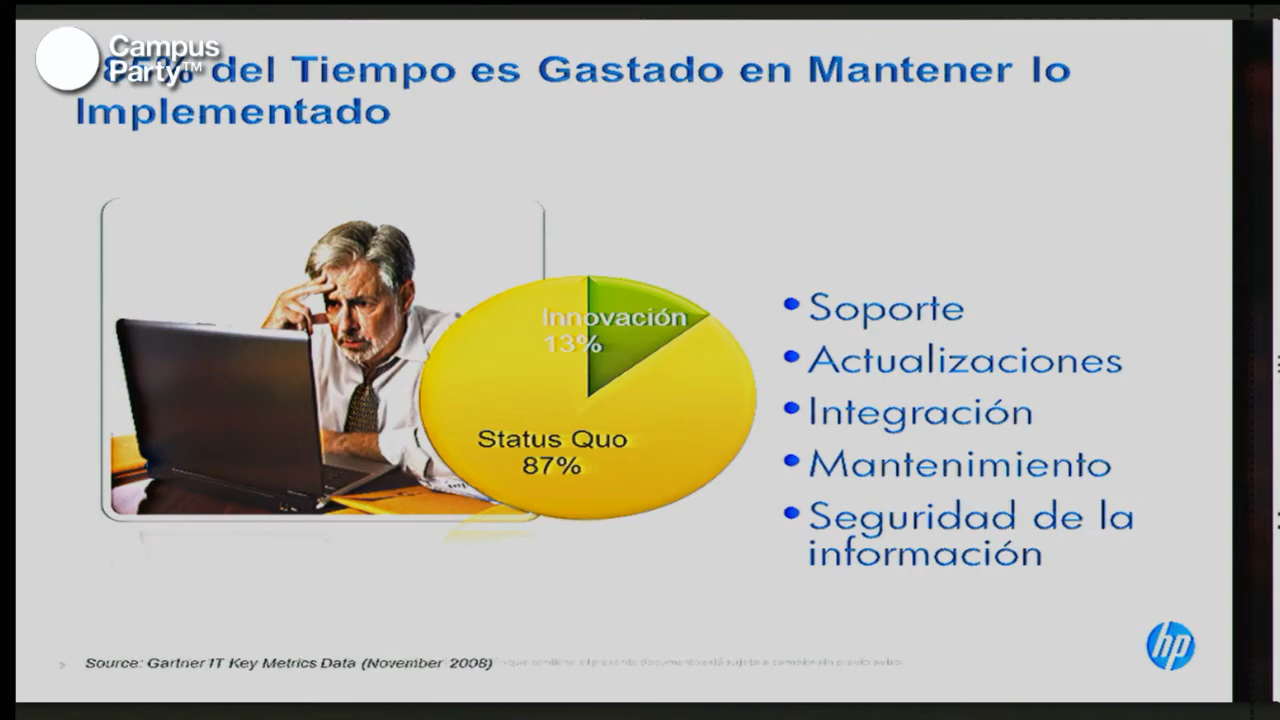 Campus
Party™
del Tiempo es Gastado en Mantener lo
Implementado
Innovación
13%
Status Quo
87%
• Soporte
• Actualizaciones
• Integración
• Mantenimiento
• Seguridad de la
información
hp
Source: Gartner IT Key Metrics Data (November 2008)